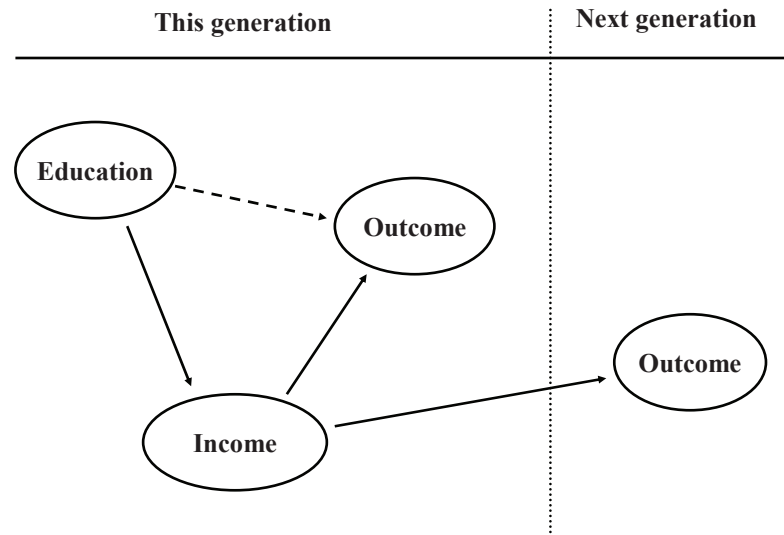 This generation
Next generation
Education
Outcome
Outcome
Income